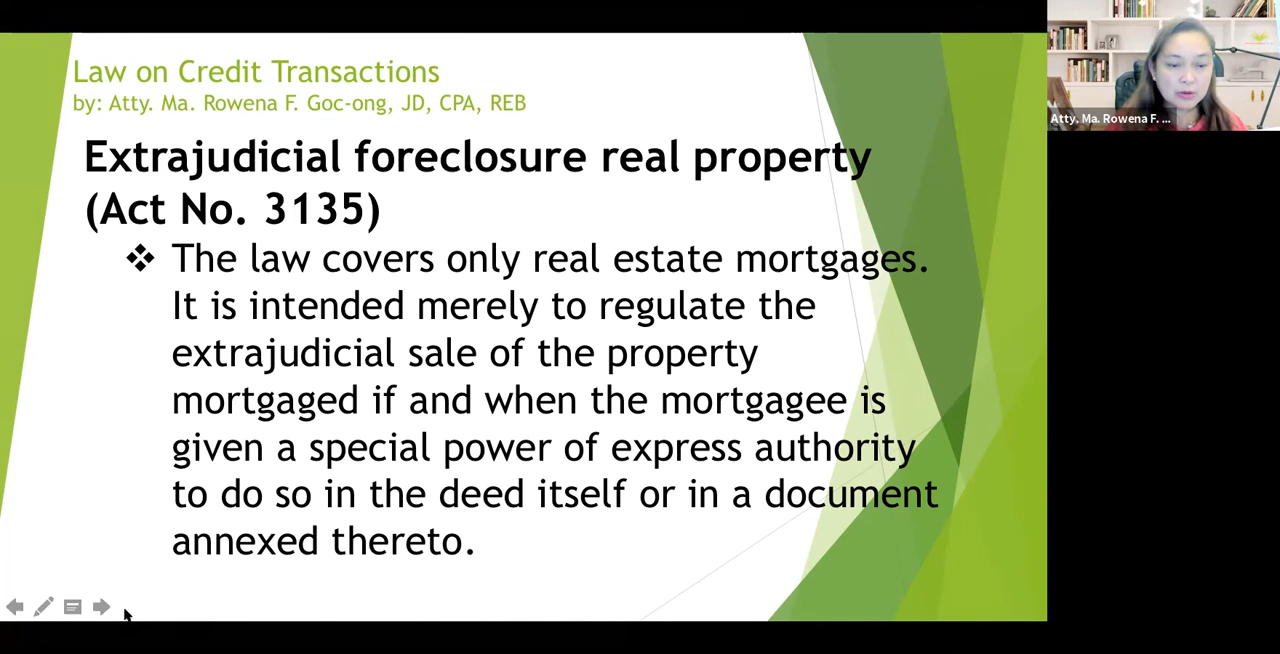 Law on Credit Transactions
by: Atty. Ma. Rowena F. Goc-ong, JD, CPA, REB
Extrajudicial foreclosure real property
(Act No. 3135)
❖ The law covers only real estate mortgages.
It is intended merely to regulate the
extrajudicial sale of the property
mortgaged if and when the mortgagee is
given a special power of express authority
to do so in the deed itself or in a document
annexed thereto.
Atty. Ma. Rowena F. ...